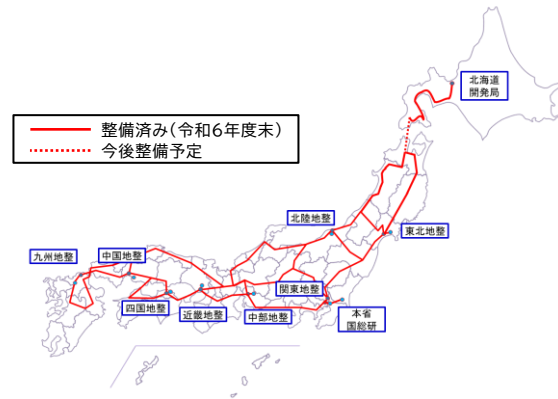 北海道
開発局
整備済み(令和6年度末)
今後整備予定
北陸地整
東北地整
九州地整
中国地整
関東地整
四国地整
近畿地整
中部地整
本省
国総研